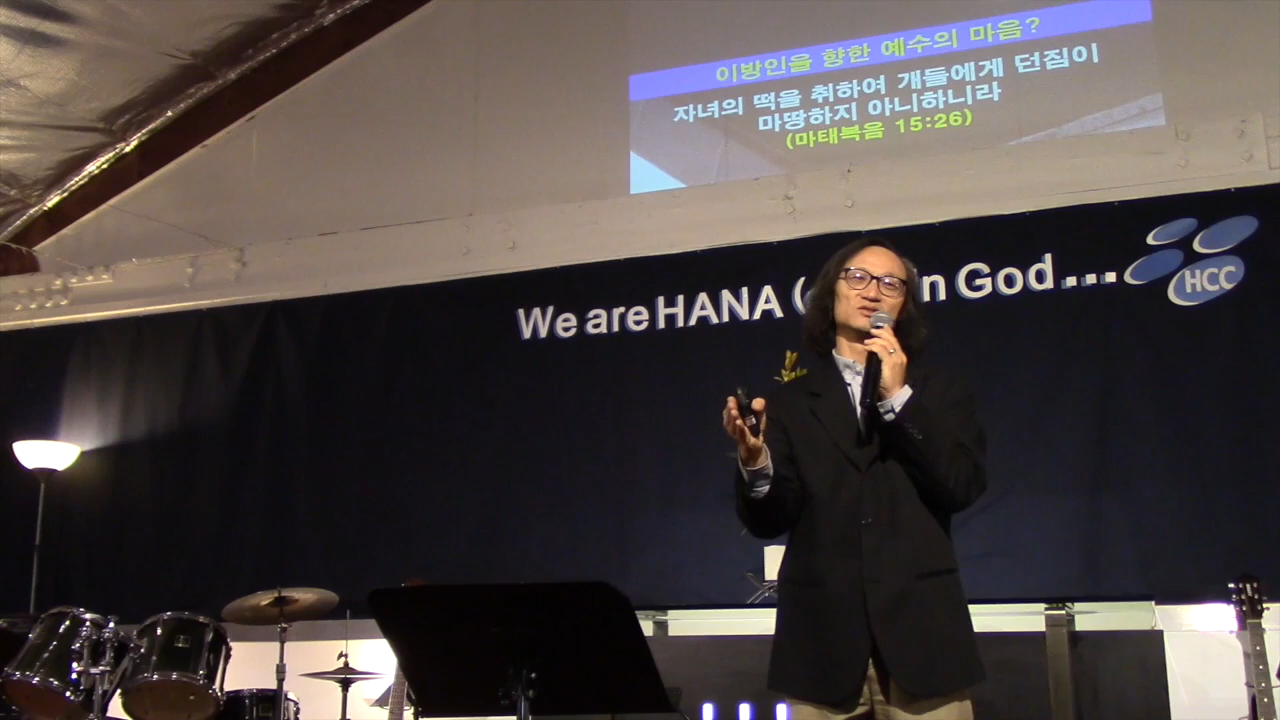 이방인을 향한 예수의 마음?
자녀의 떡을 취하여 개들에게 던짐이
마땅하지 아니하니라
(마태복음 15:26)
We are HANA n God...
HCC